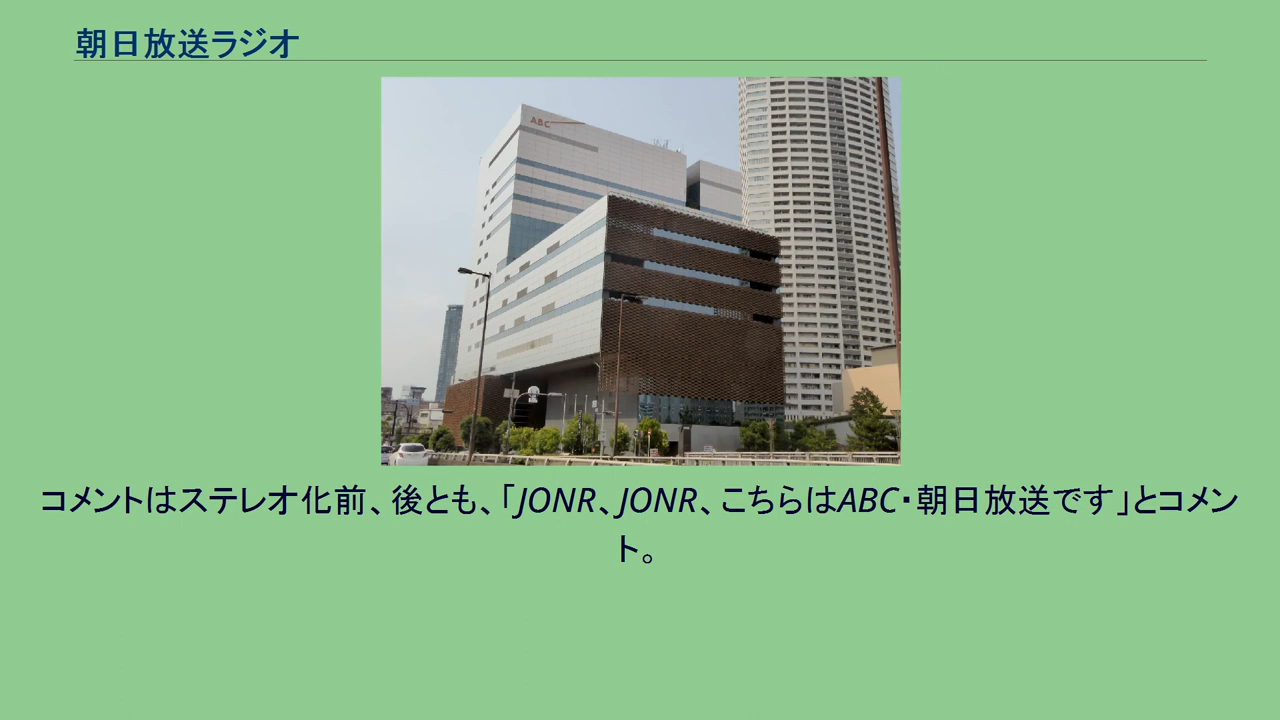 朝日放送ラジオ
ABC
コメントはステレオ化前、後とも、「JONR、JONR、こちらはABC・朝日放送です」とコメン
ト。